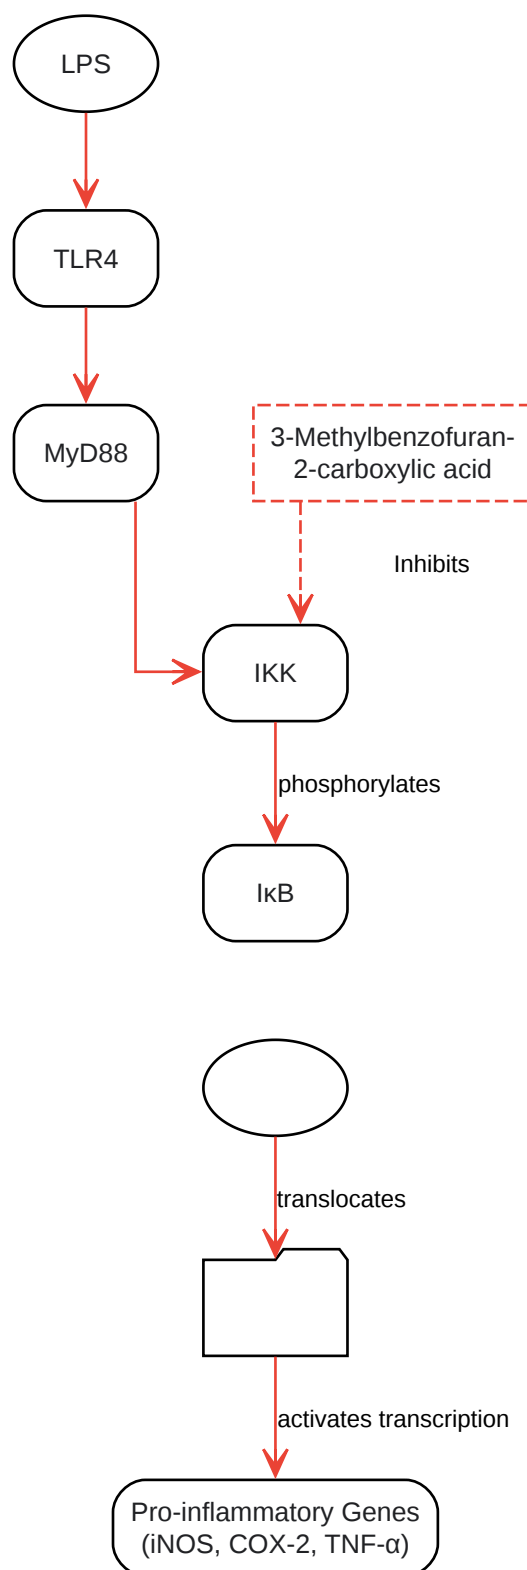 LPS
TLR4
MyD88
3-Methylbenzofuran-
2-carboxylic acid
Inhibits
IKK
phosphorylates
IκB
translocates
activates transcription
Pro-inflammatory Genes
(iNOS, COX-2, TNF-α)